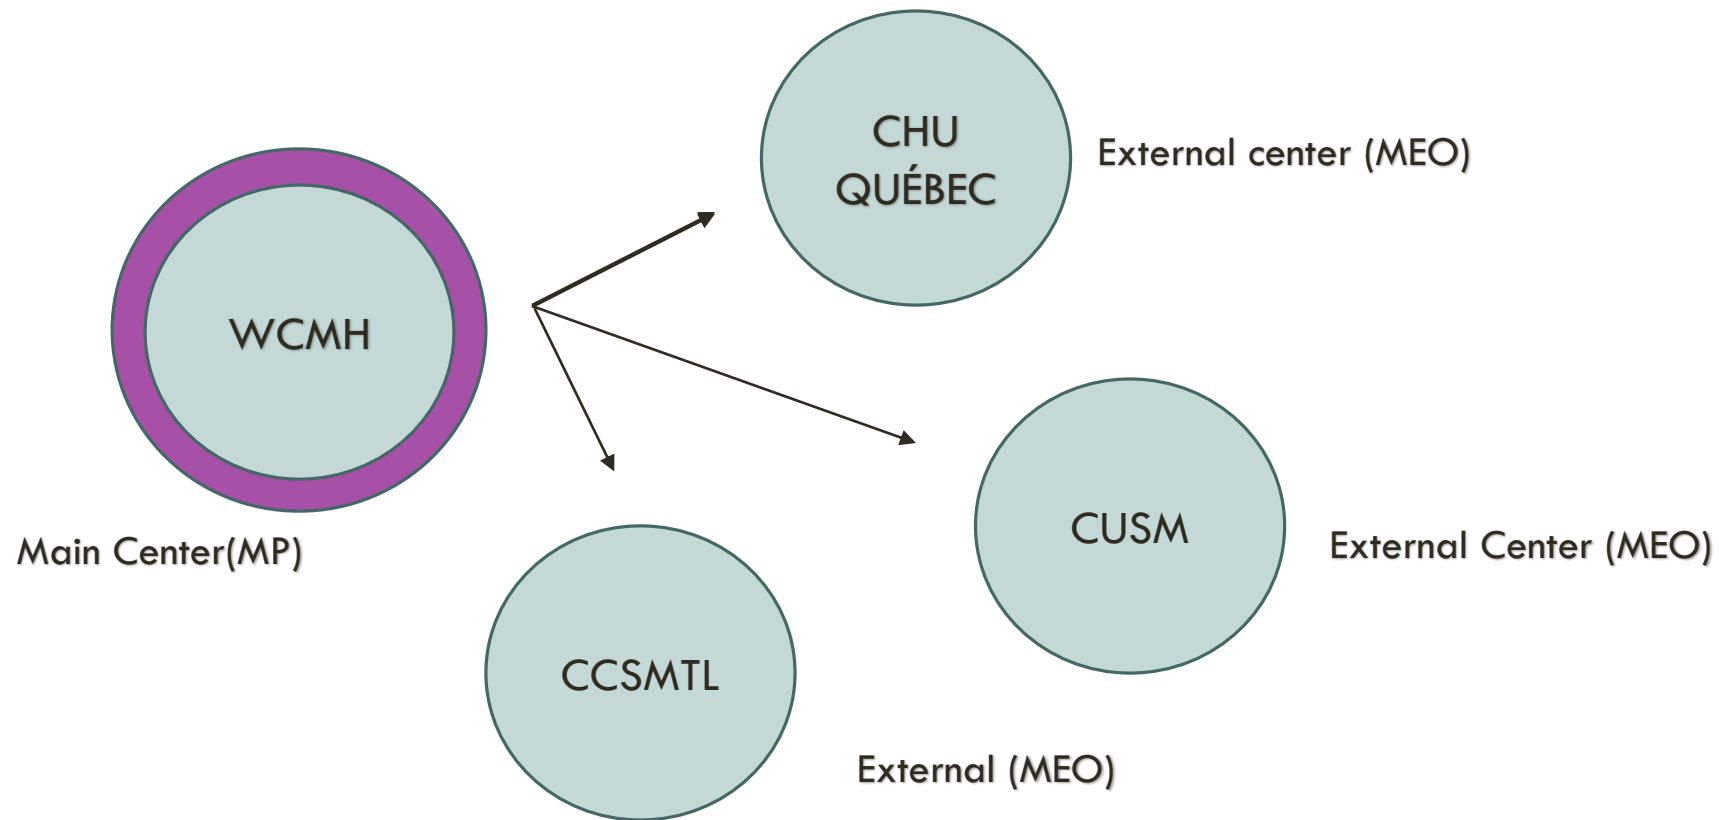 CHU
QUÉBEC
External center (MEO)
WCMH
Main Center(MP)
CUSM
External Center (MEO)
CCSMTL
External (MEO)